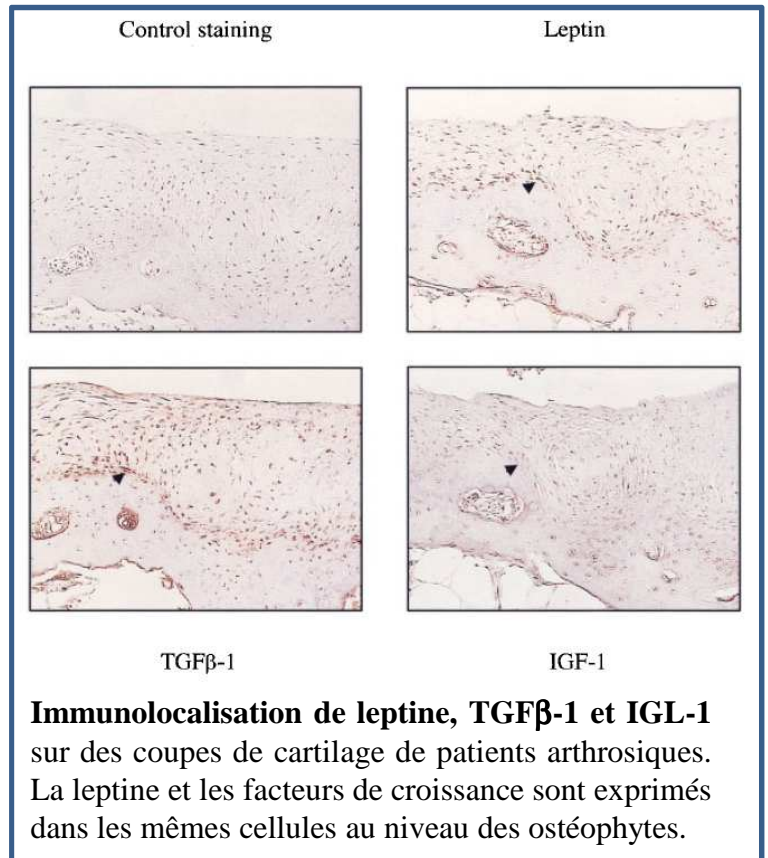 Control staining
Leptin
TGFβ-1
IGF-1
Immunolocalisation de leptine, TGFβ-1 et IGL-1
sur des coupes de cartilage de patients arthrosiques.
La leptine et les facteurs de croissance sont exprimés
dans les mêmes cellules au niveau des ostéophytes.